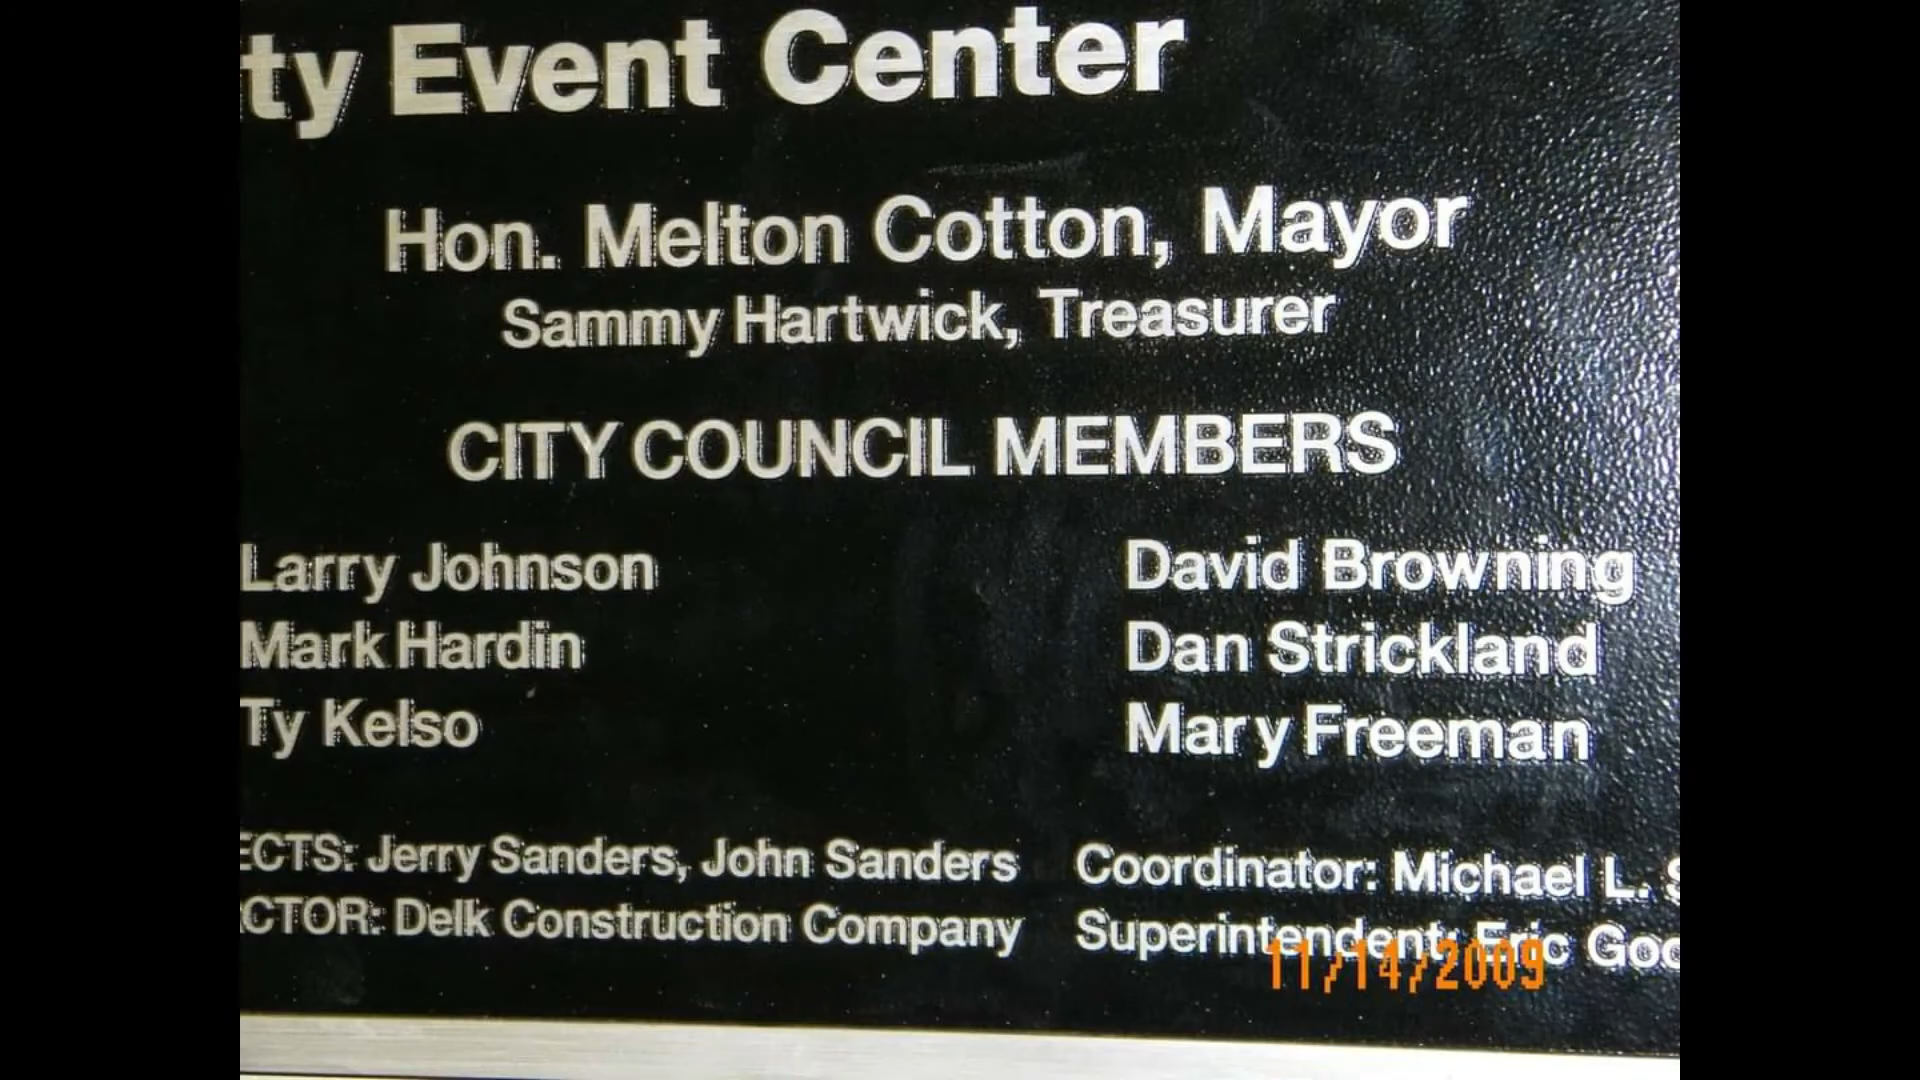 ty Event Center
Hon. Melton Cotton, Mayor
Sammy Hartwick, Treasurer
CITY COUNCIL MEMBERS
Larry Johnson David Browning
Mark Hardin Dan Strickland
Ty Kelso Mary Freeman
ECTS: Jerry Sanders, John Sanders Coordinator: Michael L. S
CTOR: Delk Construction Company Superintendent: Eric Goo
11/14/2009